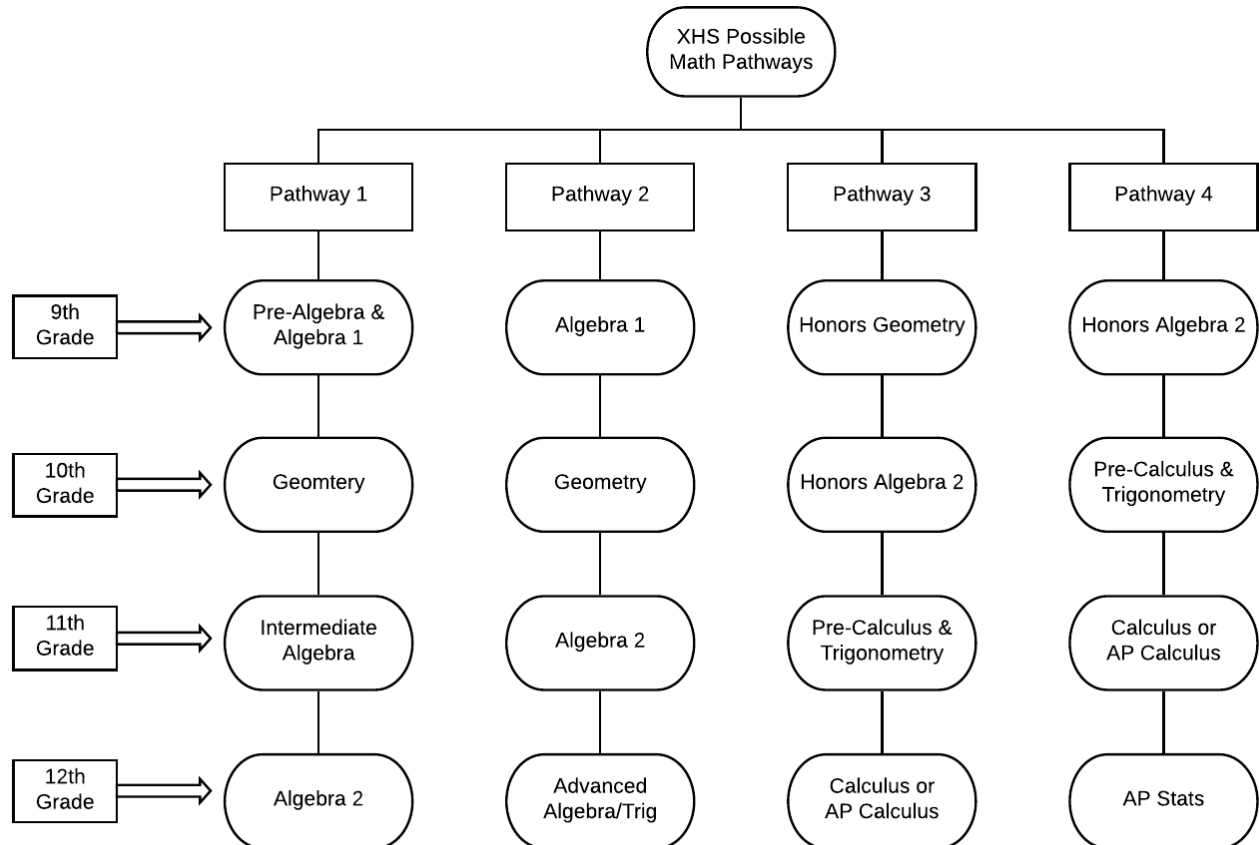 XHS Possible
Math Pathways
Pathway 1
Pathway 2
Pathway 3
Pathway 4
9th
Grade
Pre-Algebra &
Algebra 1
Algebra 1
Honors Geometry
Honors Algebra 2
10th
Grade
Geomtery
Geometry
Honors Algebra 2
Pre-Calculus &
Trigonometry
11th
Grade
Intermediate
Algebra
Algebra 2
Pre-Calculus &
Trigonometry
Calculus or
AP Calculus
12th
Grade
Algebra 2
Advanced
Algebra/Trig
Calculus or
AP Calculus
AP Stats